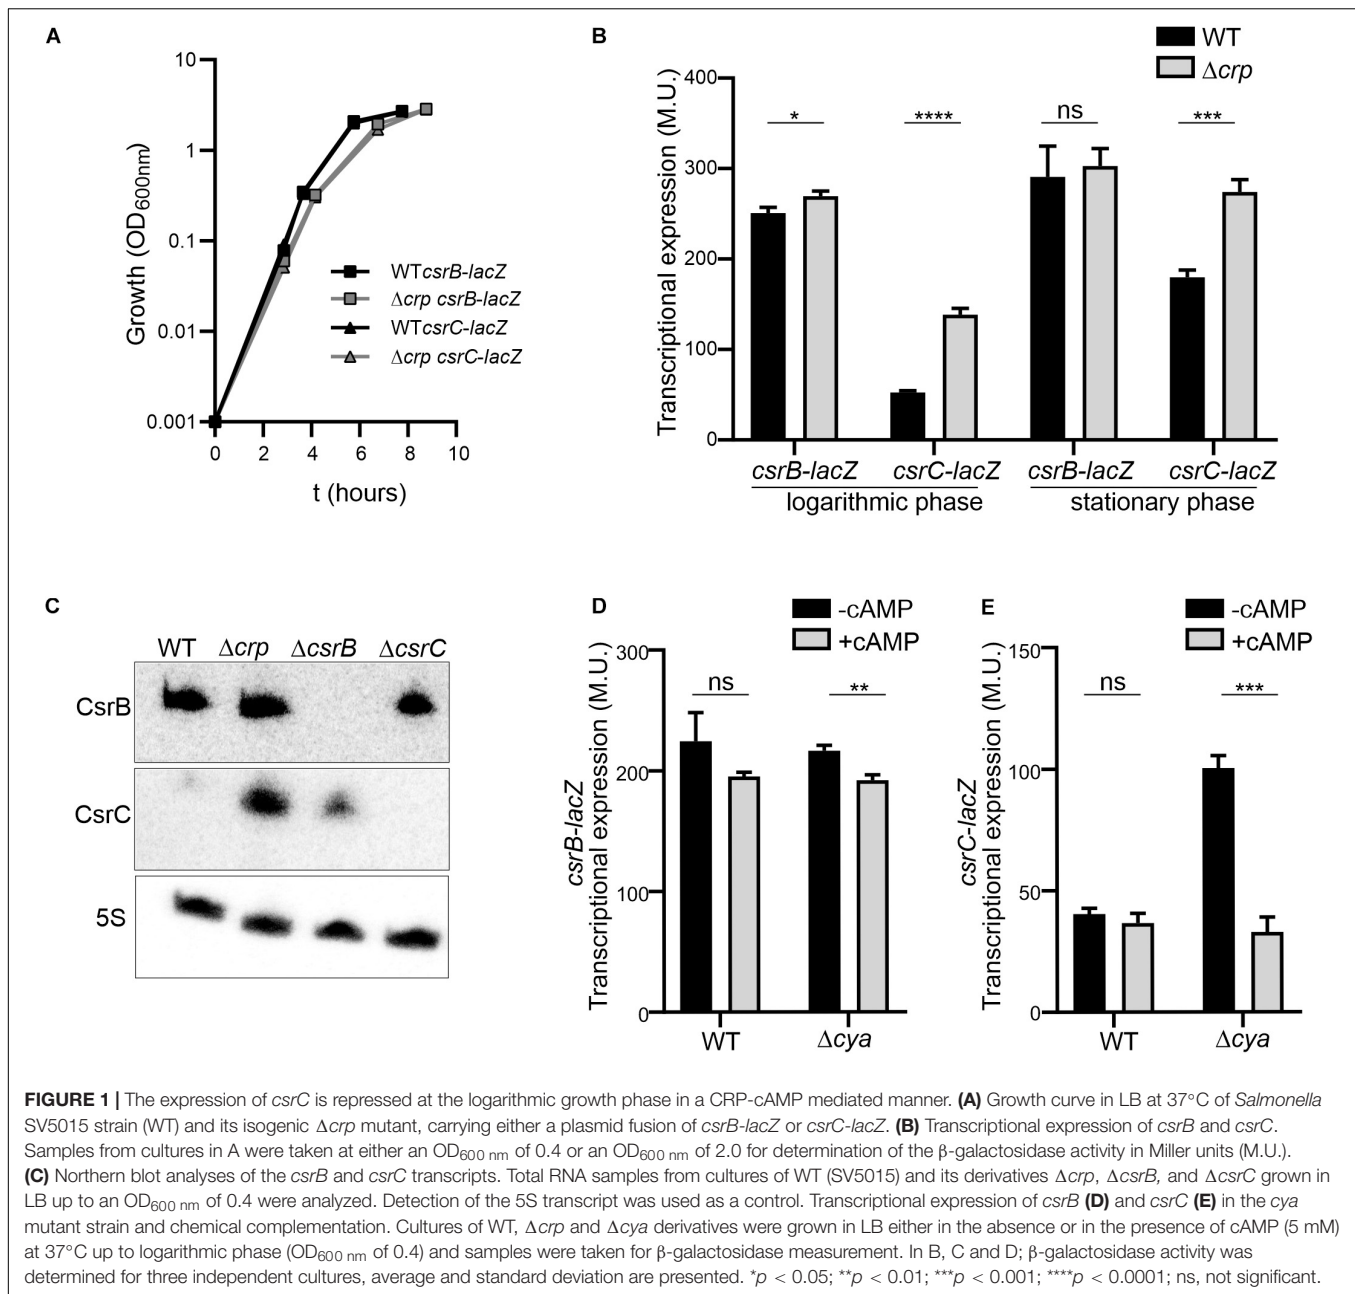 A
Growth (OD600nm)
10
1
0.1
0.01
0.001
0
2
4
6
8
10
t (hours)
WTcsrB-lacZ
Δcrp csrB-lacZ
WTcsrC-lacZ
Δcrp csrC-lacZ
B
WT
Δcrp
Transcriptional expression (M.U.)
400
300
200
100
0
*
****
ns
***
csrB-lacZ
csrC-lacZ
csrB-lacZ
csrC-lacZ
logarithmic phase
stationary phase
C
WT
Δcrp
ΔcsrB
ΔcsrC
CsrB
CsrC
5S
D
-cAMP
+cAMP
csrB-lacZ
Transcriptional expression (M.U.)
300
200
100
0
ns
**
WT
Δcya
E
-cAMP
+cAMP
csrC-lacZ
Transcriptional expression (M.U.)
150
100
50
0
ns
***
WT
Δcya
FIGURE 1 | The expression of csrC is repressed at the logarithmic growth phase in a CRP-cAMP mediated manner. (A) Growth curve in LB at 37°C of Salmonella
SV5015 strain (WT) and its isogenic Δcrp mutant, carrying either a plasmid fusion of csrB-lacZ or csrC-lacZ. (B) Transcriptional expression of csrB and csrC.
Samples from cultures in A were taken at either an OD600 nm of 0.4 or an OD600 nm of 2.0 for determination of the β-galactosidase activity in Miller units (M.U.).
(C) Northern blot analyses of the csrB and csrC transcripts. Total RNA samples from cultures of WT (SV5015) and its derivatives Δcrp, ΔcsrB, and ΔcsrC grown in
LB up to an OD600 nm of 0.4 were analyzed. Detection of the 5S transcript was used as a control. Transcriptional expression of csrB (D) and csrC (E) in the cya
mutant strain and chemical complementation. Cultures of WT, Δcrp and Δcya derivatives were grown in LB either in the absence or in the presence of cAMP (5 mM)
at 37°C up to logarithmic phase (OD600 nm of 0.4) and samples were taken for β-galactosidase measurement. In B, C and D; β-galactosidase activity was
determined for three independent cultures, average and standard deviation are presented. *p < 0.05; **p < 0.01; ***p < 0.001; ****p < 0.0001; ns, not significant.